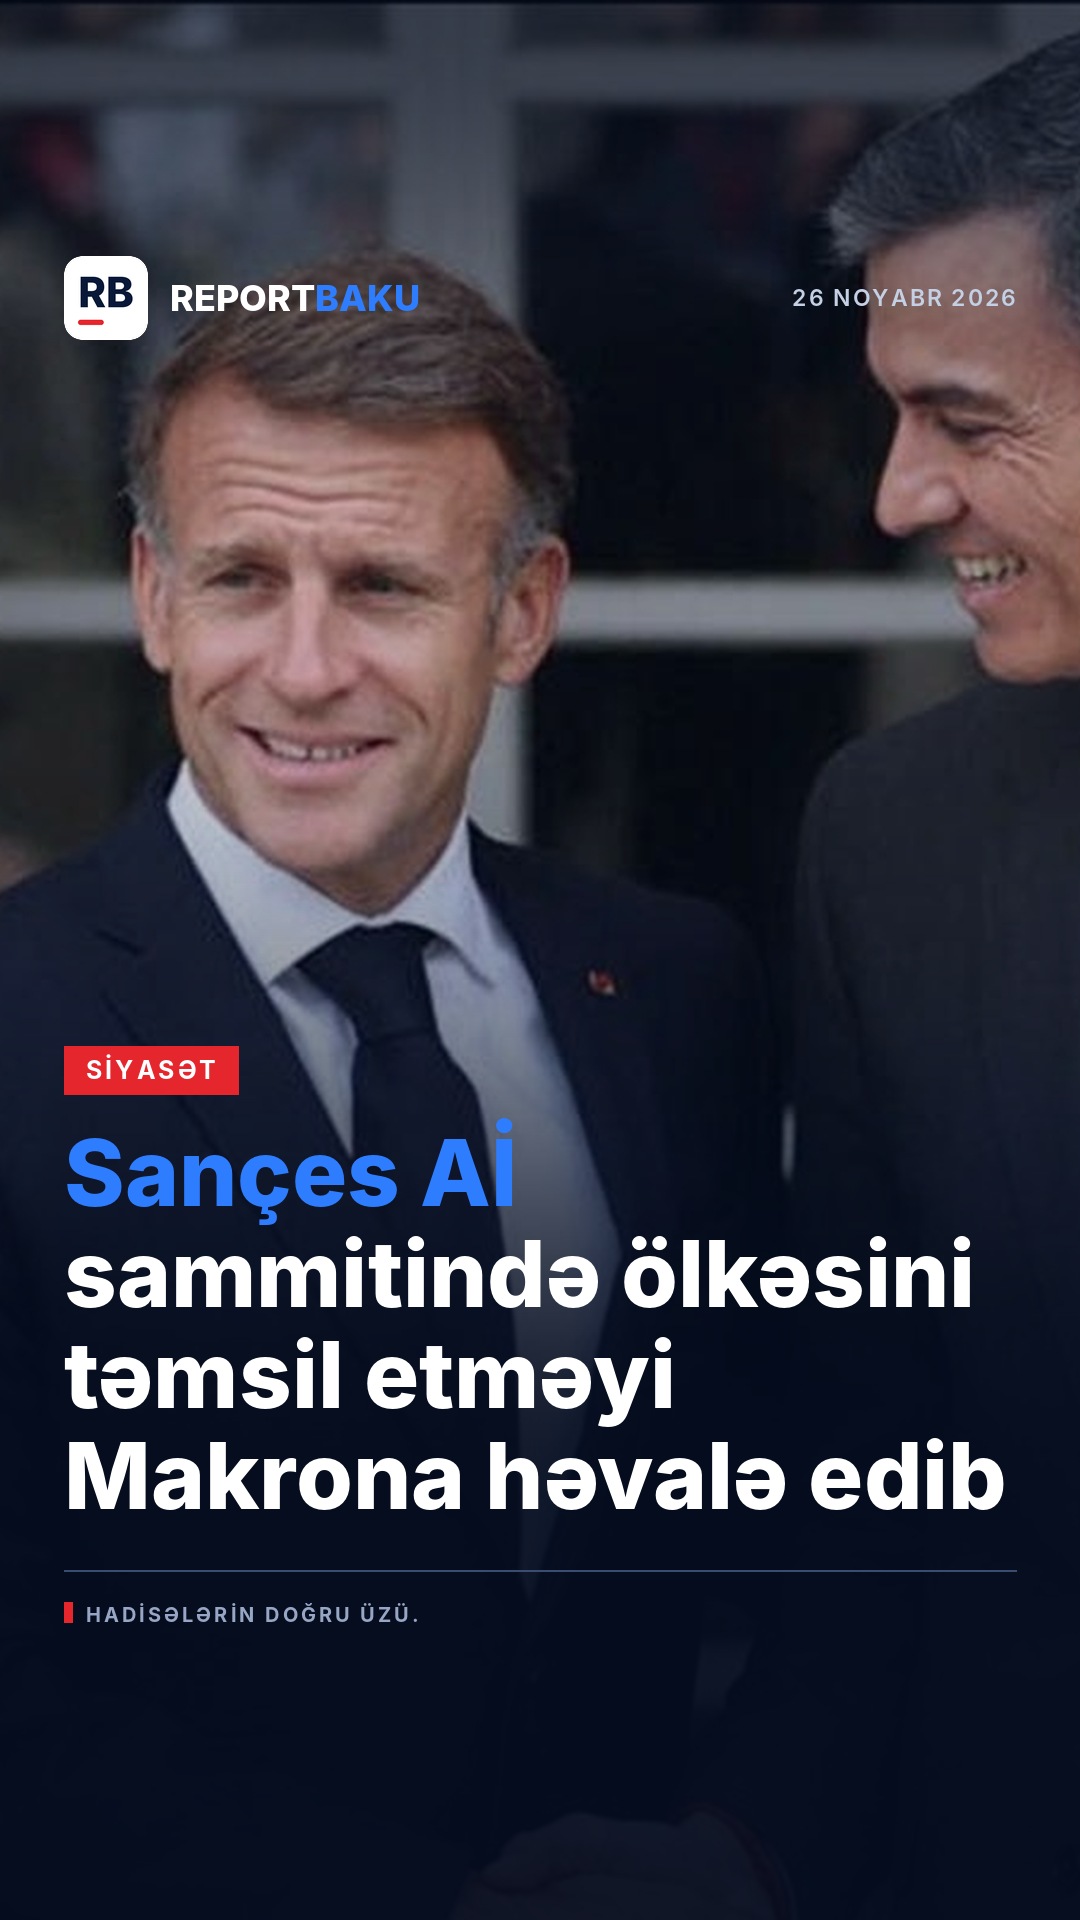 RB
REPORTBAKU
26 NOYABR 2026
SİYASƏT
Sançes Aİ
sammitində ölkəsini
təmsil etməyi
Makrona həvalə edib
HADİSƏLƏRİN DOĞRU ÜZÜ.